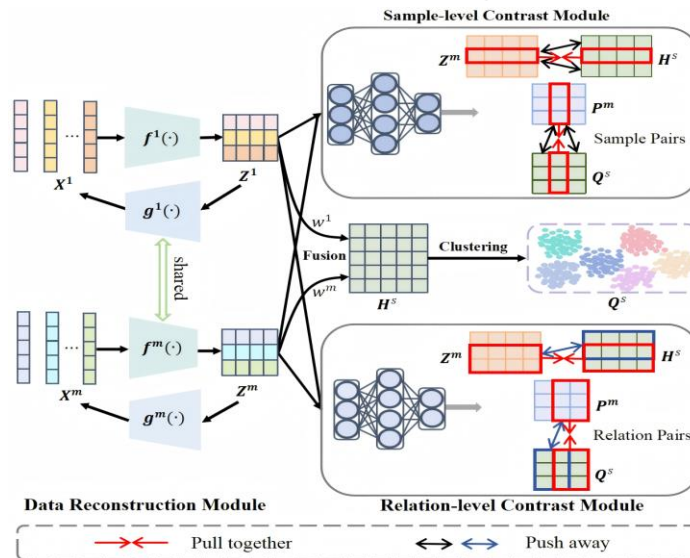 Sample-level Contrast Module
Z^m
H^s
P^m
Sample Pairs
Q^s
...
f^1(·)
X^1
Z^1
g^1(·)
shared
w^1
Fusion
w^m
H^s
Clustering
Q^s
...
f^m(·)
X^m
Z^m
g^m(·)
Z^m
H^s
P^m
Relation Pairs
Q^s
Data Reconstruction Module
Relation-level Contrast Module
Pull together
Push away